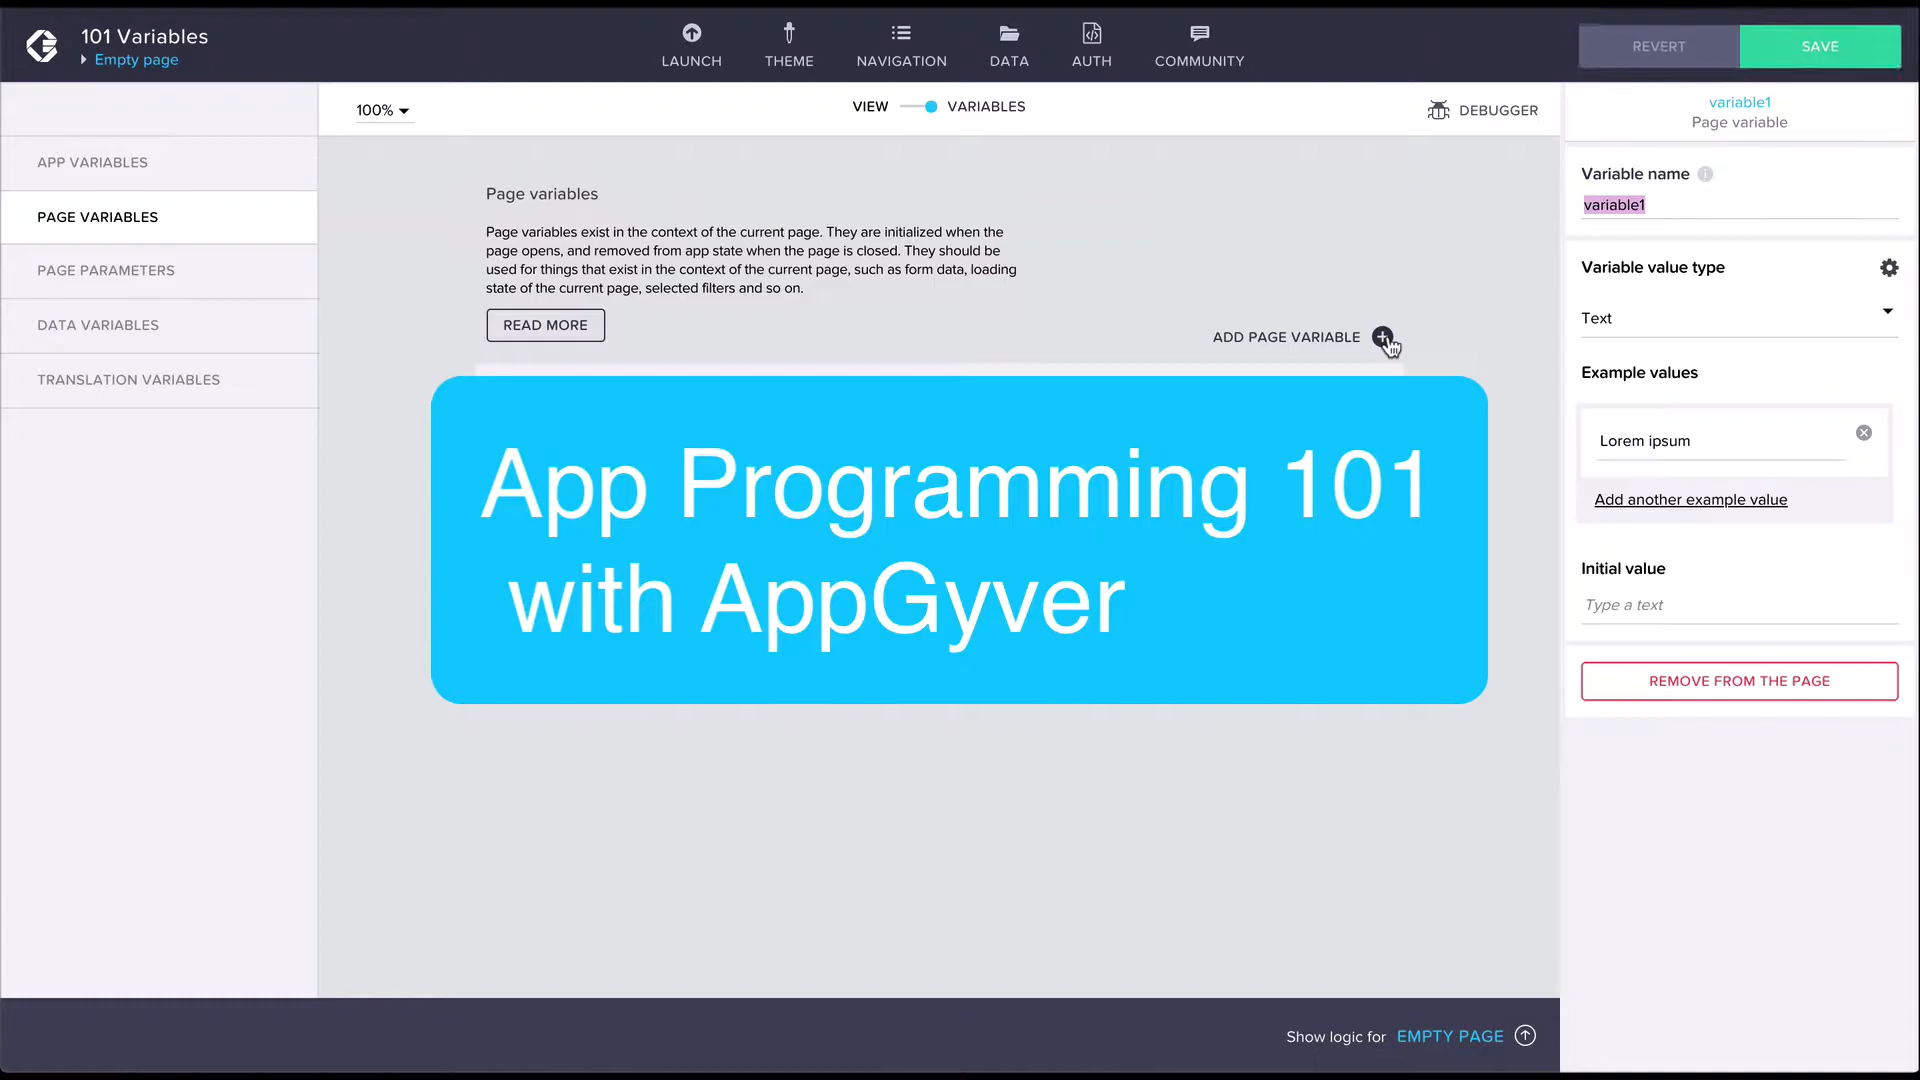 101 Variables
Empty page
LAUNCH
THEME
NAVIGATION
DATA
AUTH
COMMUNITY
REVERT
SAVE
100%
VIEW
VARIABLES
DEBUGGER
APP VARIABLES
PAGE VARIABLES
PAGE PARAMETERS
DATA VARIABLES
TRANSLATION VARIABLES
Page variables
Page variables exist in the context of the current page. They are initialized when the
page opens, and removed from app state when the page is closed. They should be
used for things that exist in the context of the current page, such as form data, loading
state of the current page, selected filters and so on.
READ MORE
ADD PAGE VARIABLE
App Programming 101
with AppGyver
variable1
Page variable
Variable name
variable1
Variable value type
Text
Example values
Lorem ipsum
Add another example value
Initial value
Type a text
REMOVE FROM THE PAGE
Show logic for EMPTY PAGE